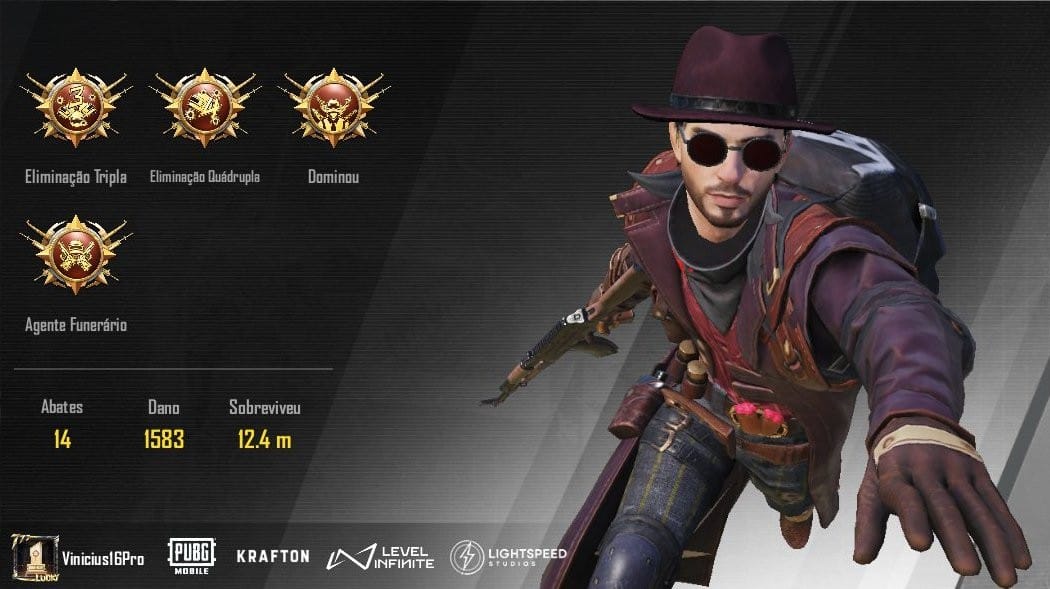 Eliminação Tripla
Eliminação Quádrupla
Dominou
Agente Funerário
Abates
Dano
Sobreviveu
14
1583
12.4 m
LUCKY
Vinicius16Pro
PUBG
MOBILE
KRAFTON
LEVEL
INFINITE
LIGHTSPEED
STUDIOS